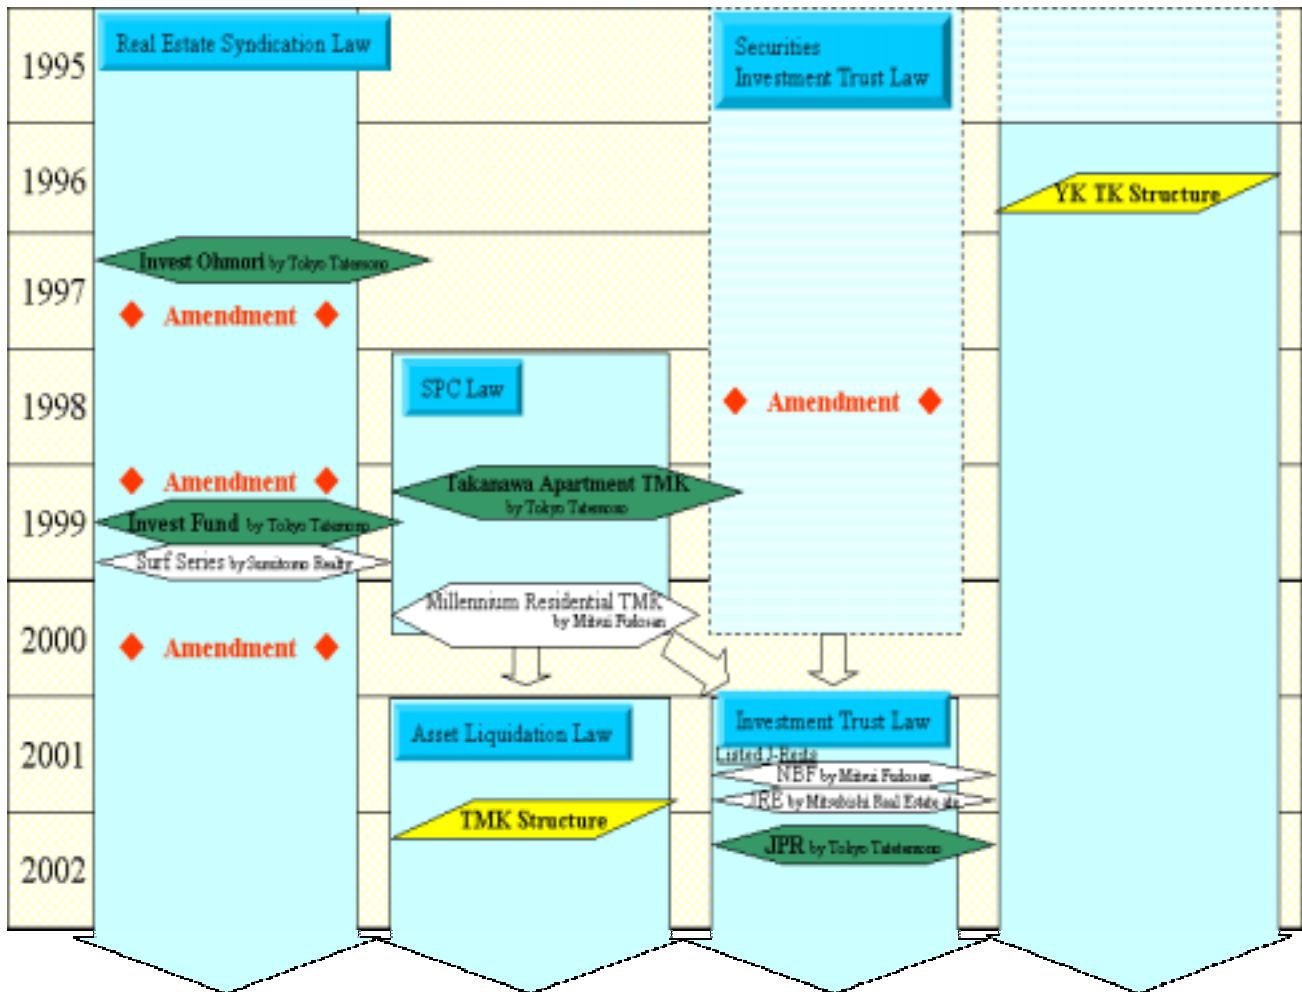 Real Estate Syndication Law
Securities
Investment Trust Law
1995
1996
YK TK Structure
Invest Ohmori by Tokyo Tatemono
1997
Amendment
SPC Law
1998
Amendment
Amendment
Takanawa Apartment TMK
by Tokyo Tatemono
1999
Invest Fund by Tokyo Tatemono
Surf Series by Sumitomo Realty
Millennium Residential TMK
by Mitsui Fudosan
2000
Amendment
Asset Liquidation Law
Investment Trust Law
2001
Listed J-Reits
NBF by Mitsui Fudosan
JRE by Mitsubishi Real Estate
TMK Structure
JPR by Tokyo Tatetemono
2002